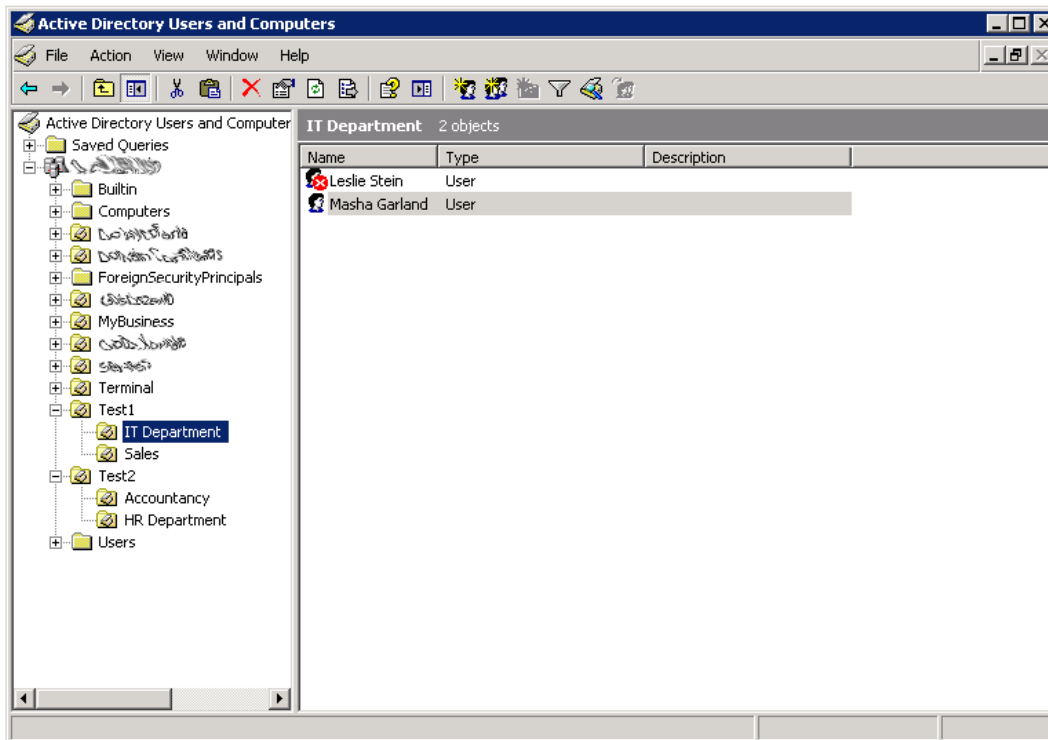 Active Directory Users and Computers
File Action View Window Help
Active Directory Users and Computer
Saved Queries
Builtin
Computers
ForeignSecurityPrincipals
MyBusiness
Terminal
Test1
IT Department
Sales
Test2
Accountancy
HR Department
Users
IT Department 2 objects
Name Type Description
Leslie Stein User
Masha Garland User